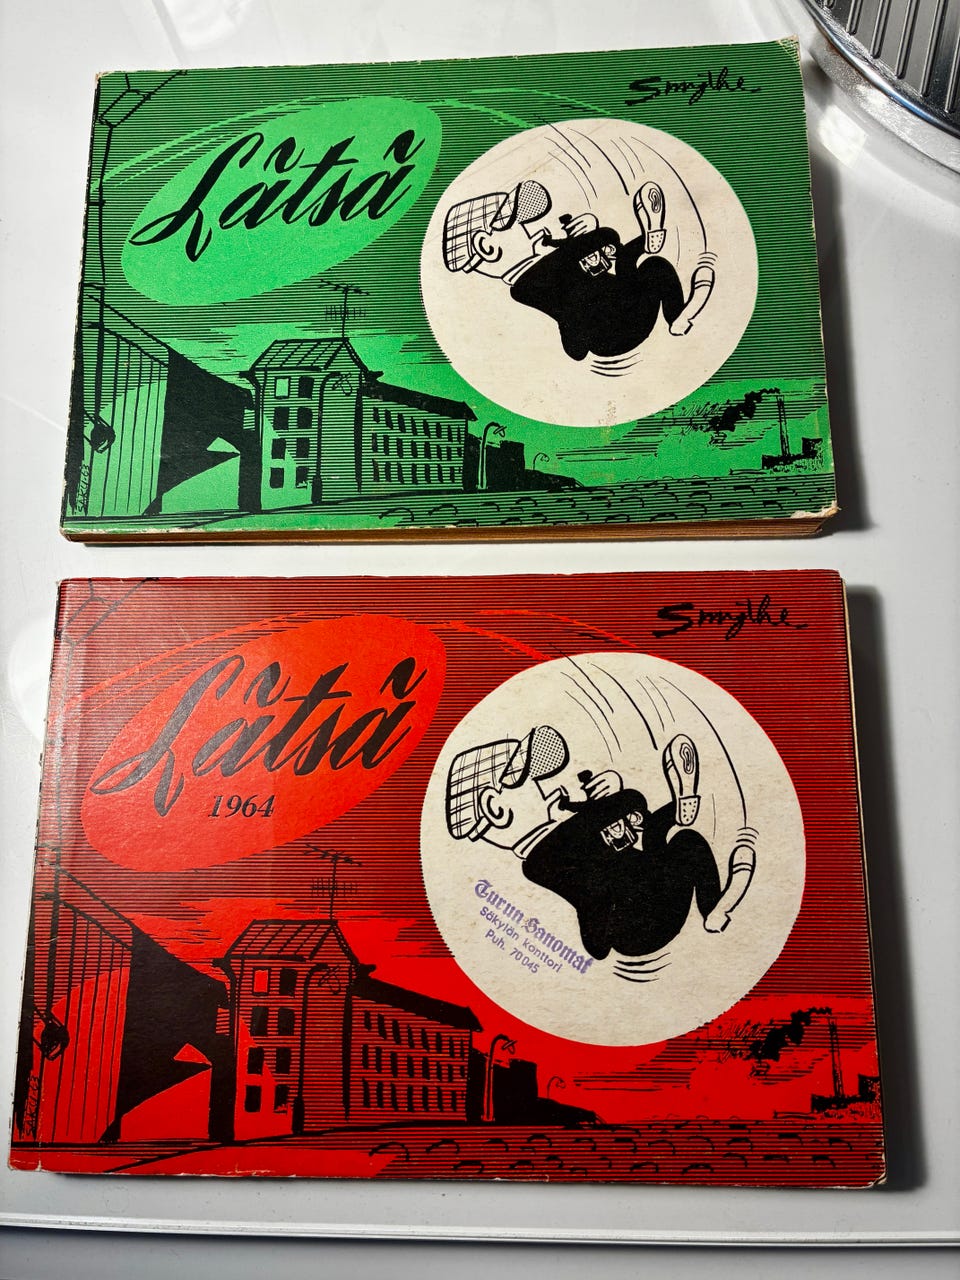 Smythe
Lätsä
Smythe
Lätsä
1964
Turun Sanomat
Säkylän konttori
Puh. 70045